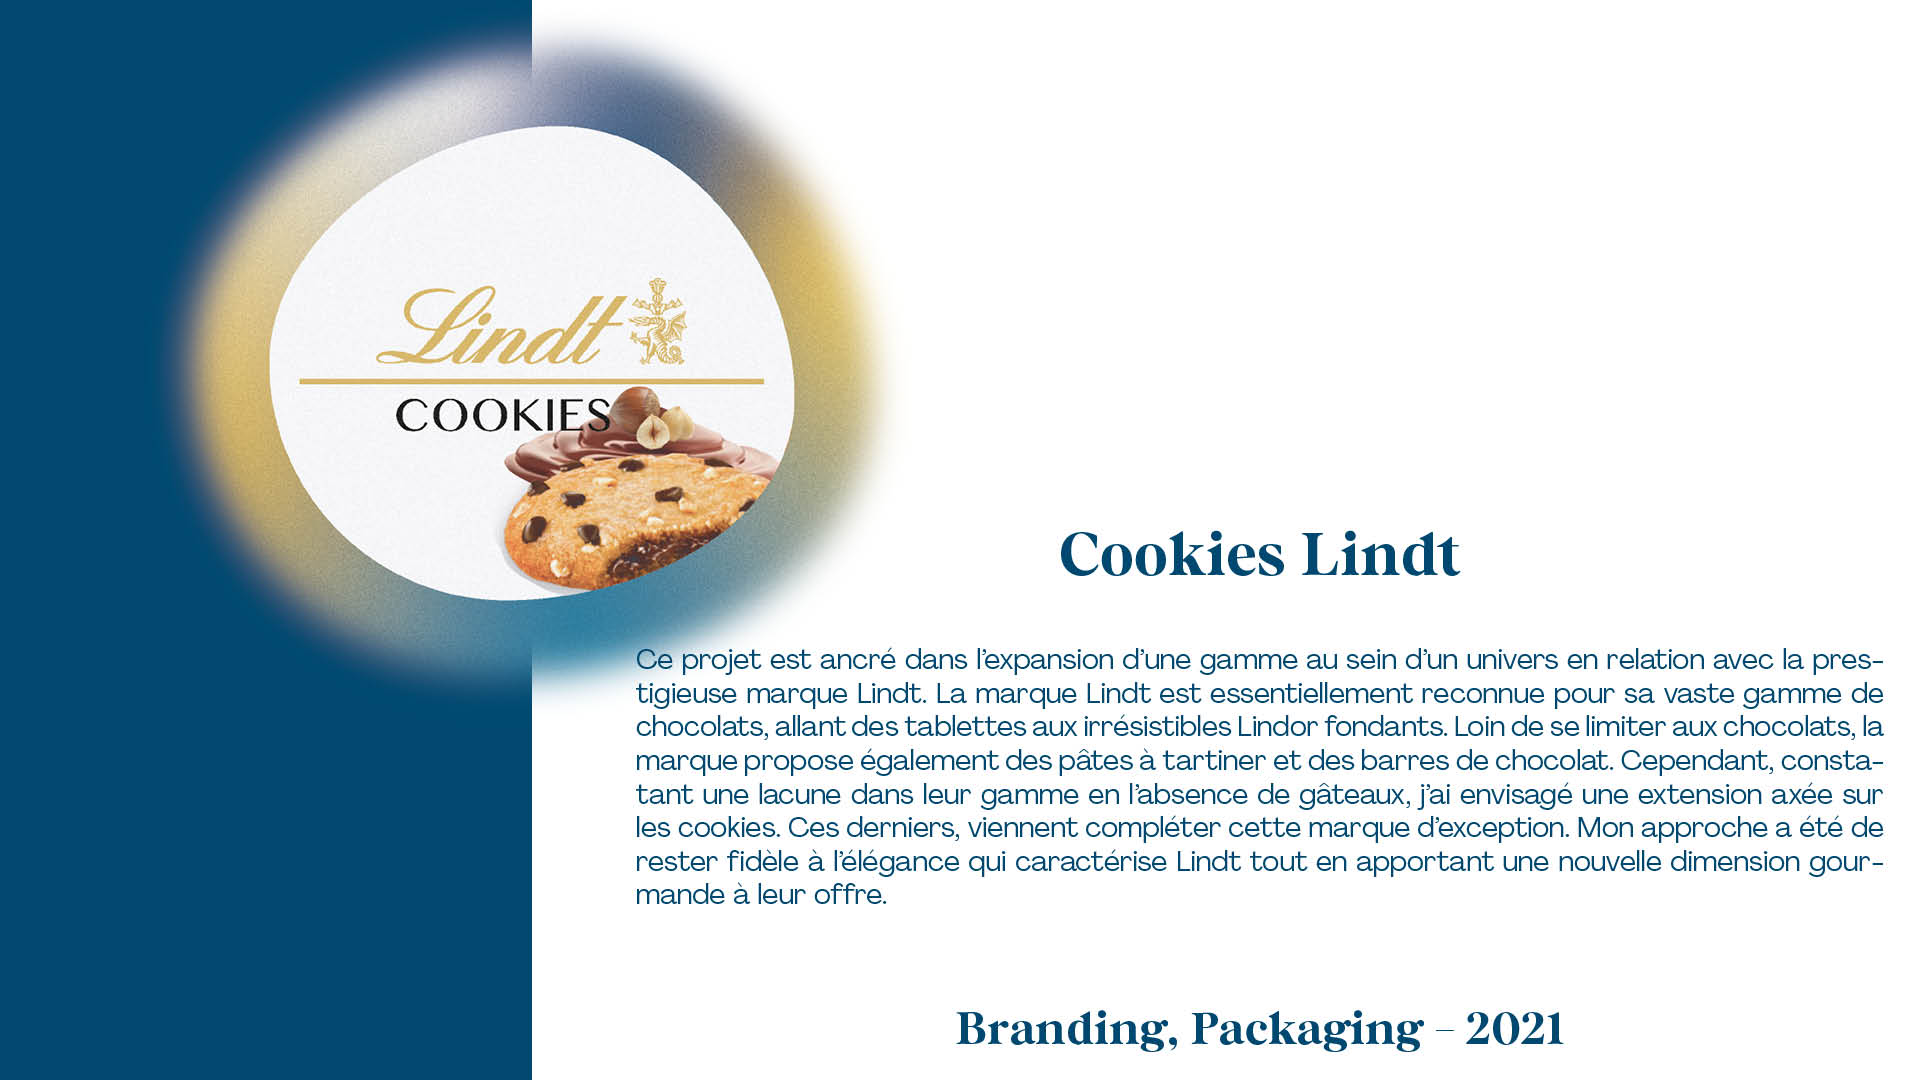 Lindt
COOKIES
Cookies Lindt
Ce projet est ancré dans l’expansion d’une gamme au sein d’un univers en relation avec la pres-
tigieuse marque Lindt. La marque Lindt est essentiellement reconnue pour sa vaste gamme de
chocolats, allant des tablettes aux irrésistibles Lindor fondants. Loin de se limiter aux chocolats, la
marque propose également des pâtes à tartiner et des barres de chocolat. Cependant, consta-
tant une lacune dans leur gamme en l’absence de gâteaux, j’ai envisagé une extension axée sur
les cookies. Ces derniers, viennent compléter cette marque d’exception. Mon approche a été de
rester fidèle à l’élégance qui caractérise Lindt tout en apportant une nouvelle dimension gour-
mande à leur offre.
Branding, Packaging – 2021